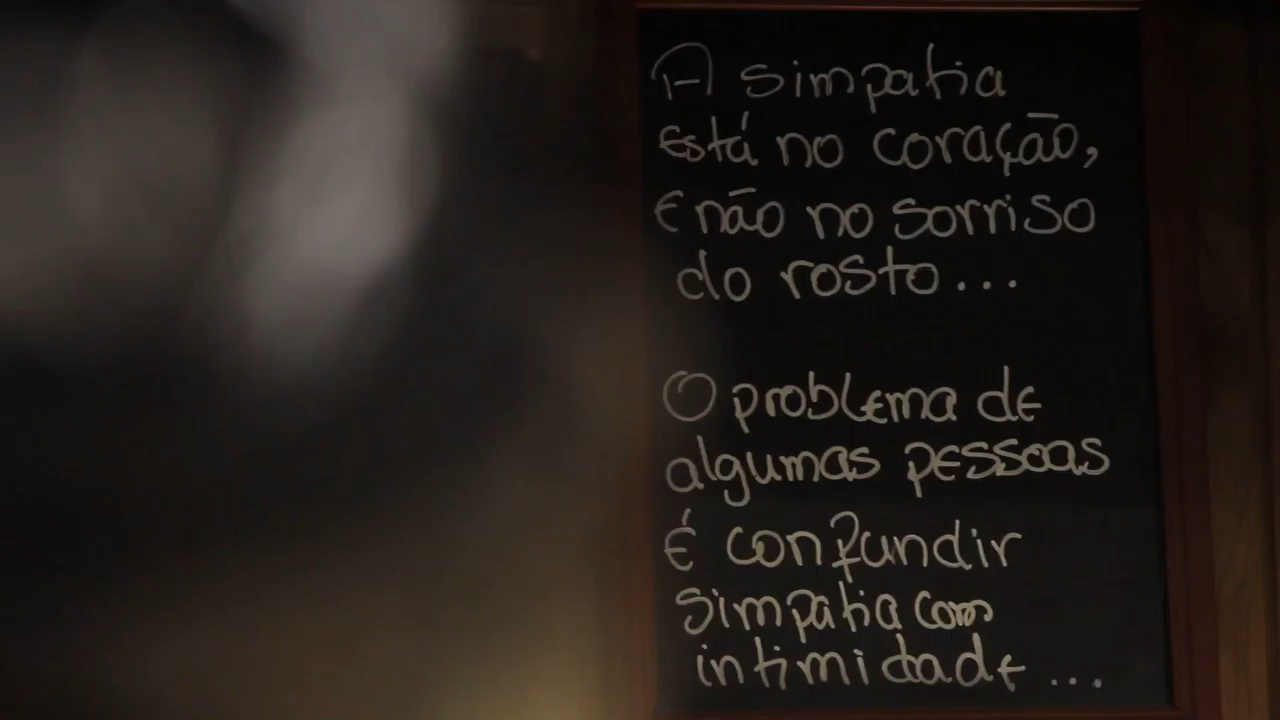 A simpatia
Está no coração,
E não no sorriso
do rosto...
O problema de
algumas pessoas
É confundir
simpatia com
intimidade...